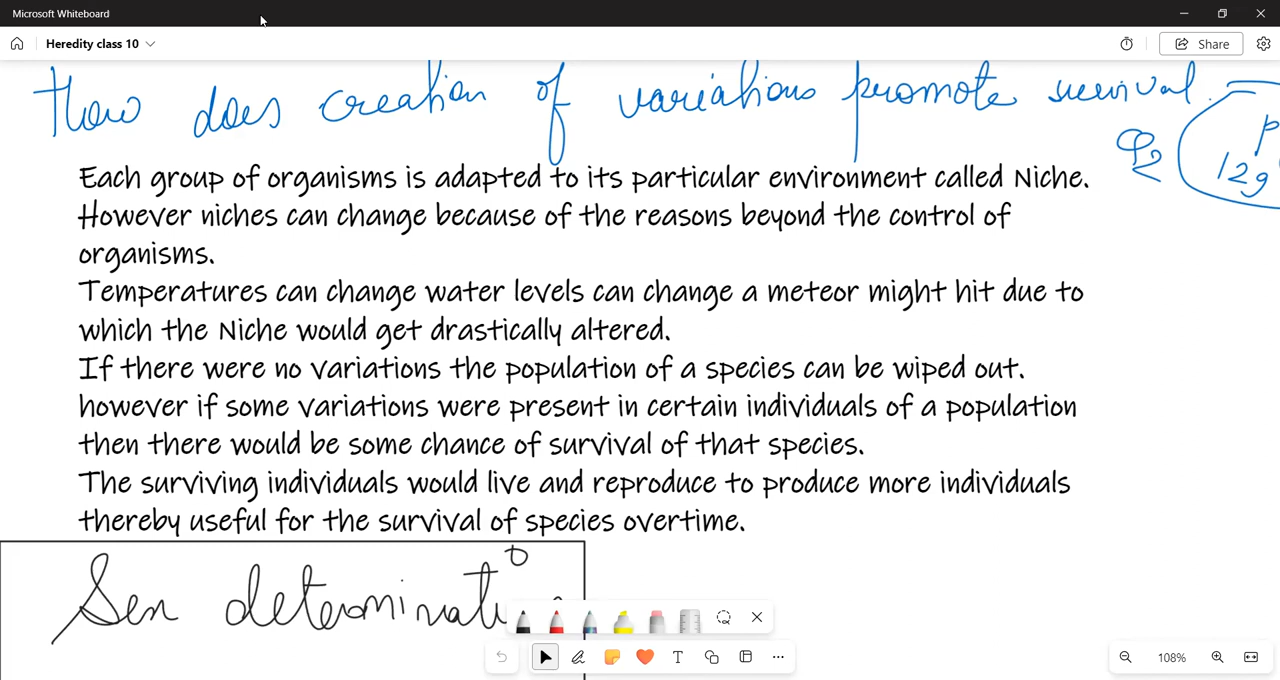 Microsoft Whiteboard
Heredity class 10
Share
How does creation of variations promote survival.
Q2
P
12g
Each group of organisms is adapted to its particular environment called Niche.
However niches can change because of the reasons beyond the control of
organisms.
Temperatures can change water levels can change a meteor might hit due to
which the Niche would get drastically altered.
If there were no variations the population of a species can be wiped out.
however if some variations were present in certain individuals of a population
then there would be some chance of survival of that species.
The surviving individuals would live and reproduce to produce more individuals
thereby useful for the survival of species overtime.
Sex determination
108%